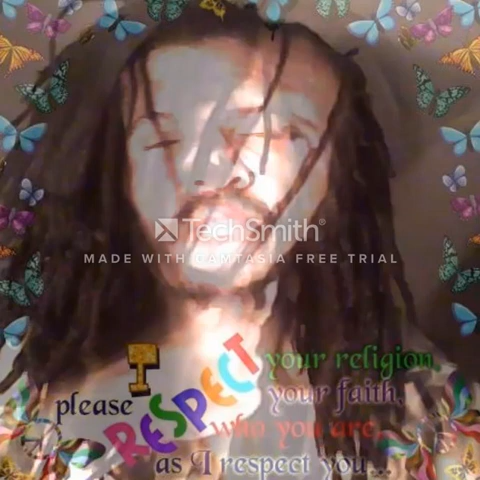 TechSmith®
MADE WITH CAMTASIA FREE TRIAL
I RESPECT your religion,
please your faith,
who you are,
as I respect you...